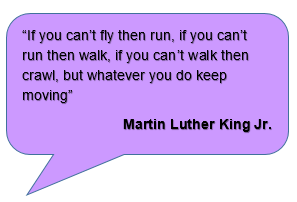 “If you can’t fly then run, if you can’t
run then walk, if you can’t walk then
crawl, but whatever you do keep
moving”
Martin Luther King Jr.